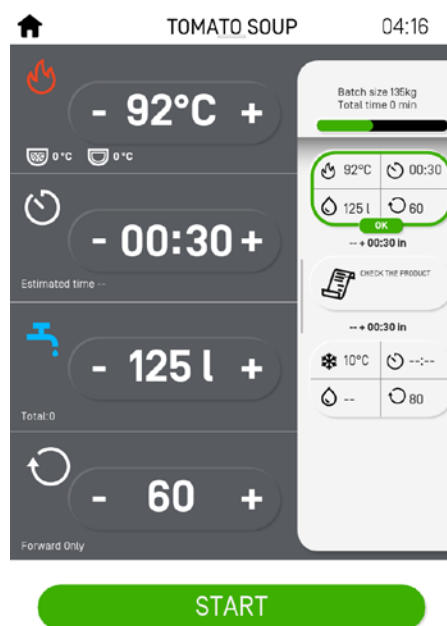 TOMATO SOUP 04:16
- 92°C +
0°C 0°C
- 00:30 +
Estimated time --
- 125 l +
Total:0
- 60 +
Forward Only
Batch size 135kg
Total time 0 min
92°C 00:30
125 l 60
OK
-- + 00:30 in
CHECK THE PRODUCT
-- + 00:30 in
10°C --:--
-- 80
START